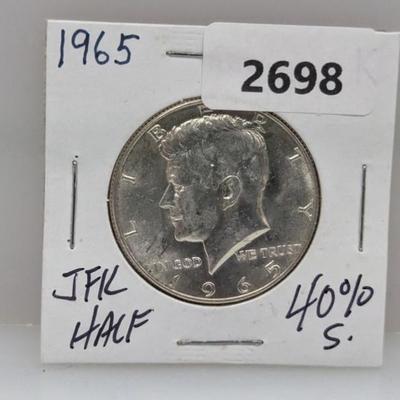 1965
2698
K
LIBERTY
IN GOD WE TRUST
1965
JFK
HALF
40%
S.